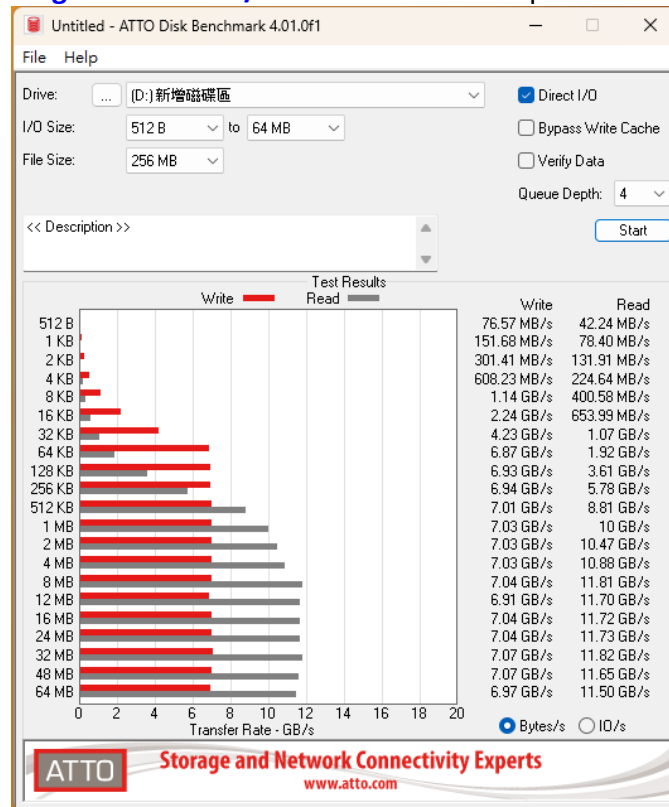 Untitled - ATTO Disk Benchmark 4.01.0f1
File Help
Drive: ... (D:)新增磁碟區 Direct I/O
I/O Size: 512 B to 64 MB Bypass Write Cache
File Size: 256 MB Verify Data
Queue Depth: 4
<< Description >> Start
Test Results
Write Read Write Read
512 B 76.57 MB/s 42.24 MB/s
1 KB 151.68 MB/s 78.40 MB/s
2 KB 301.41 MB/s 131.91 MB/s
4 KB 608.23 MB/s 224.64 MB/s
8 KB 1.14 GB/s 400.58 MB/s
16 KB 2.24 GB/s 653.99 MB/s
32 KB 4.23 GB/s 1.07 GB/s
64 KB 6.87 GB/s 1.92 GB/s
128 KB 6.93 GB/s 3.61 GB/s
256 KB 6.94 GB/s 5.78 GB/s
512 KB 7.01 GB/s 8.81 GB/s
1 MB 7.03 GB/s 10 GB/s
2 MB 7.03 GB/s 10.47 GB/s
4 MB 7.03 GB/s 10.88 GB/s
8 MB 7.04 GB/s 11.81 GB/s
12 MB 6.91 GB/s 11.70 GB/s
16 MB 7.04 GB/s 11.72 GB/s
24 MB 7.04 GB/s 11.73 GB/s
32 MB 7.07 GB/s 11.82 GB/s
48 MB 7.07 GB/s 11.65 GB/s
64 MB 6.97 GB/s 11.50 GB/s
0 2 4 6 8 10 12 14 16 18 20
Transfer Rate - GB/s Bytes/s IO/s
ATTO Storage and Network Connectivity Experts
www.atto.com